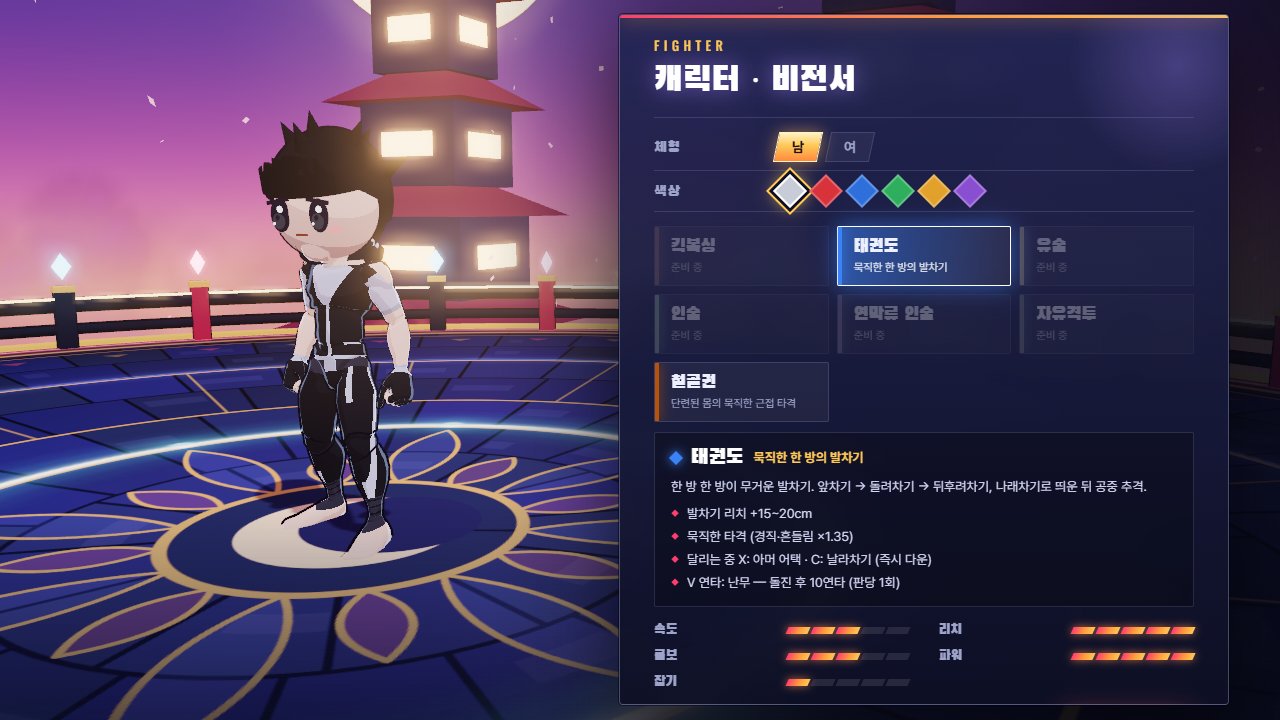 FIGHTER
캐릭터 · 비전서
체형
남
여
색상
킥복싱
준비 중
태권도
묵직한 한 방의 발차기
유술
준비 중
인술
준비 중
연막류 인술
준비 중
자유격투
준비 중
철골권
단련된 몸의 묵직한 근접 타격
태권도 묵직한 한 방의 발차기
한 방 한 방이 무거운 발차기. 앞차기 → 돌려차기 → 뒤후려차기, 나래차기로 띄운 뒤 공중 추격.
발차기 리치 +15~20cm
묵직한 타격 (경직·흔들림 ×1.35)
달리는 중 X: 아머 어택 · C: 날라차기 (즉시 다운)
V 연타: 난무 — 돌진 후 10연타 (판당 1회)
속도
리치
콤보
파워
잡기